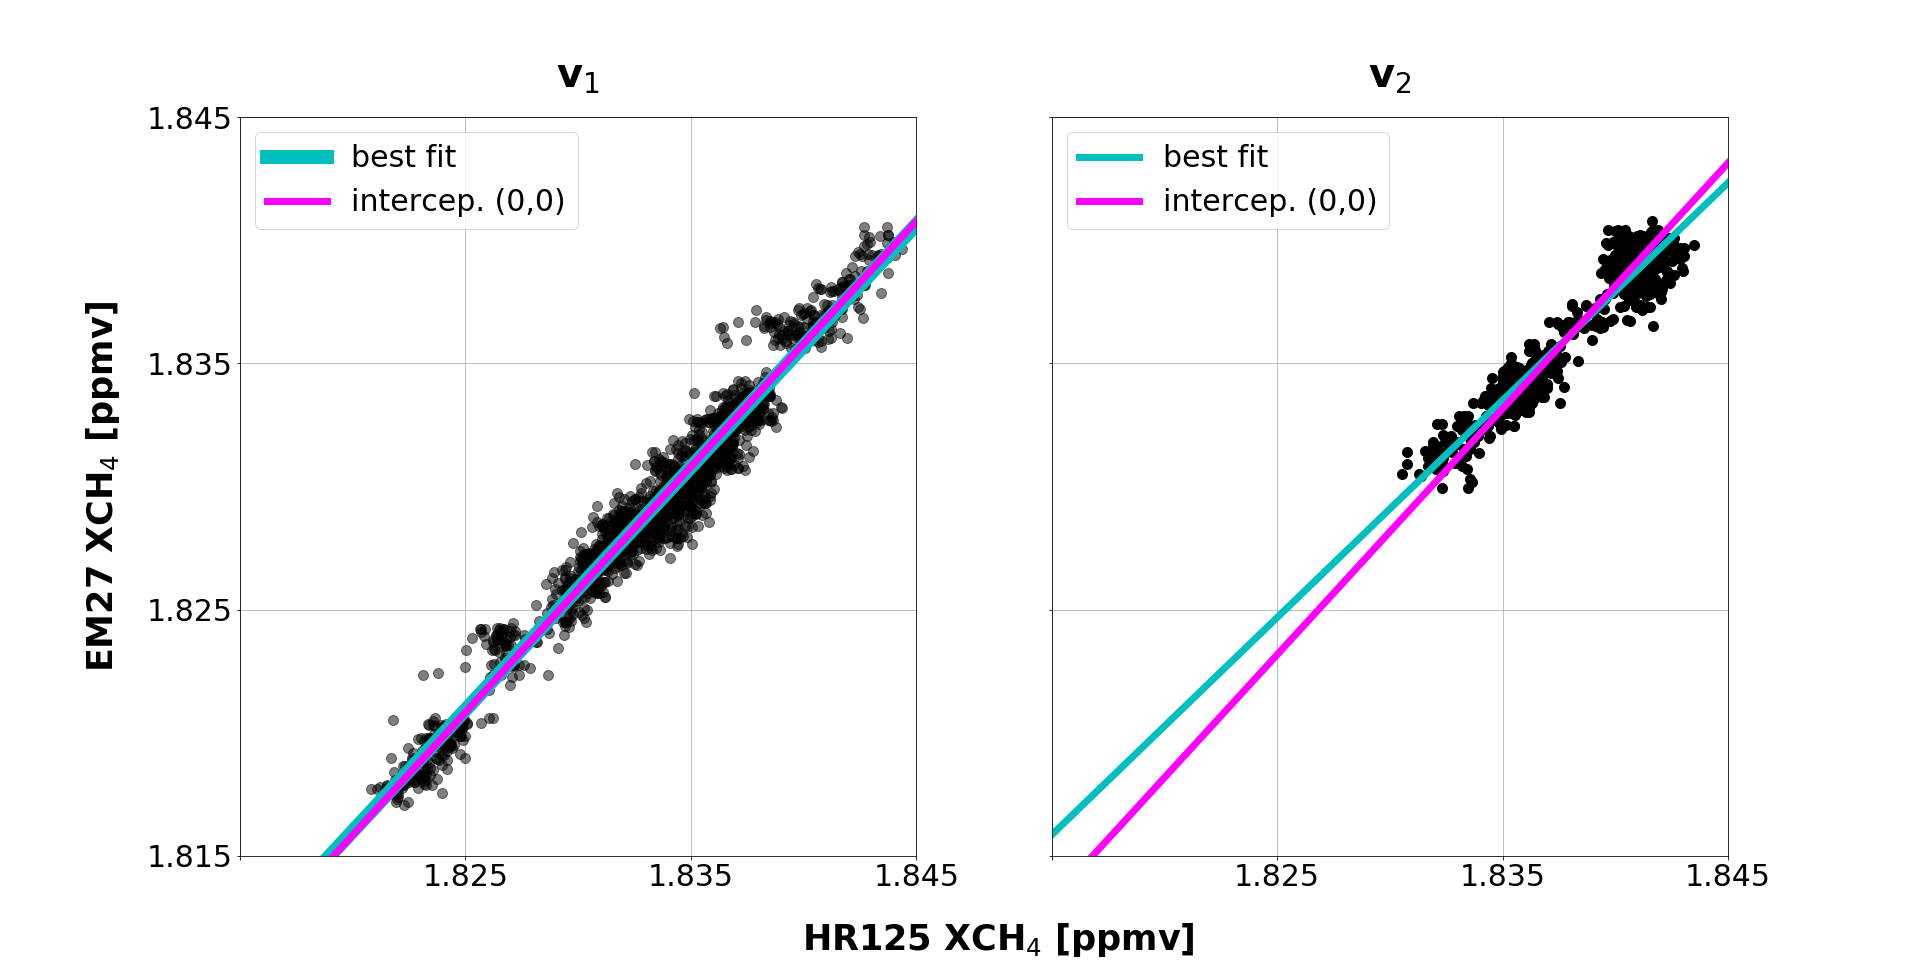 v₁
v₂
1.845
1.835
1.825
1.815
EM27 XCH₄ [ppmv]
best fit
intercep. (0,0)
best fit
intercep. (0,0)
1.825
1.835
1.845
1.825
1.835
1.845
HR125 XCH₄ [ppmv]